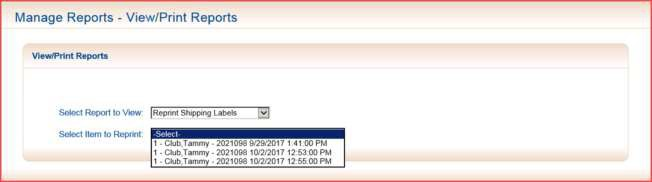 Manage Reports - View/Print Reports
View/Print Reports
Select Report to View: Reprint Shipping Labels
Select Item to Reprint: -Select-
1 - Club,Tammy - 2021098 9/29/2017 1:41:00 PM
1 - Club,Tammy - 2021098 10/2/2017 12:53:00 PM
1 - Club,Tammy - 2021098 10/2/2017 12:55:00 PM